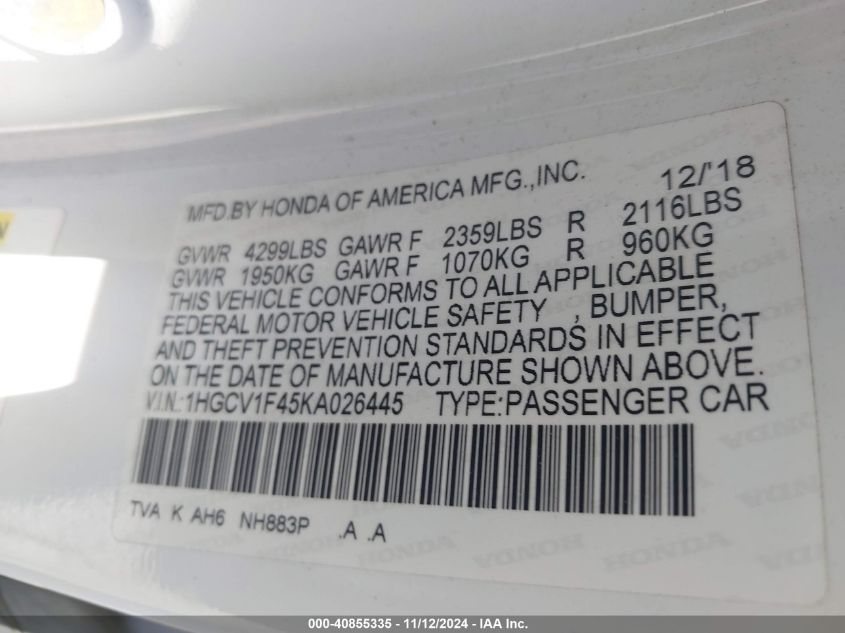 N
MFD.BY HONDA OF AMERICA MFG.,INC. 12/'18
GVWR 4299LBS GAWR F 2359LBS R 2116LBS
GVWR 1950KG GAWR F 1070KG R 960KG
THIS VEHICLE CONFORMS TO ALL APPLICABLE
FEDERAL MOTOR VEHICLE SAFETY , BUMPER,
AND THEFT PREVENTION STANDARDS IN EFFECT
ON THE DATE OF MANUFACTURE SHOWN ABOVE.
V.I.N.:1HGCV1F45KA026445 TYPE:PASSENGER CAR
TVA K AH6 NH883P .A .A
HONDA HONDA HONDA
000-40855335 - 11/12/2024 - IAA Inc.